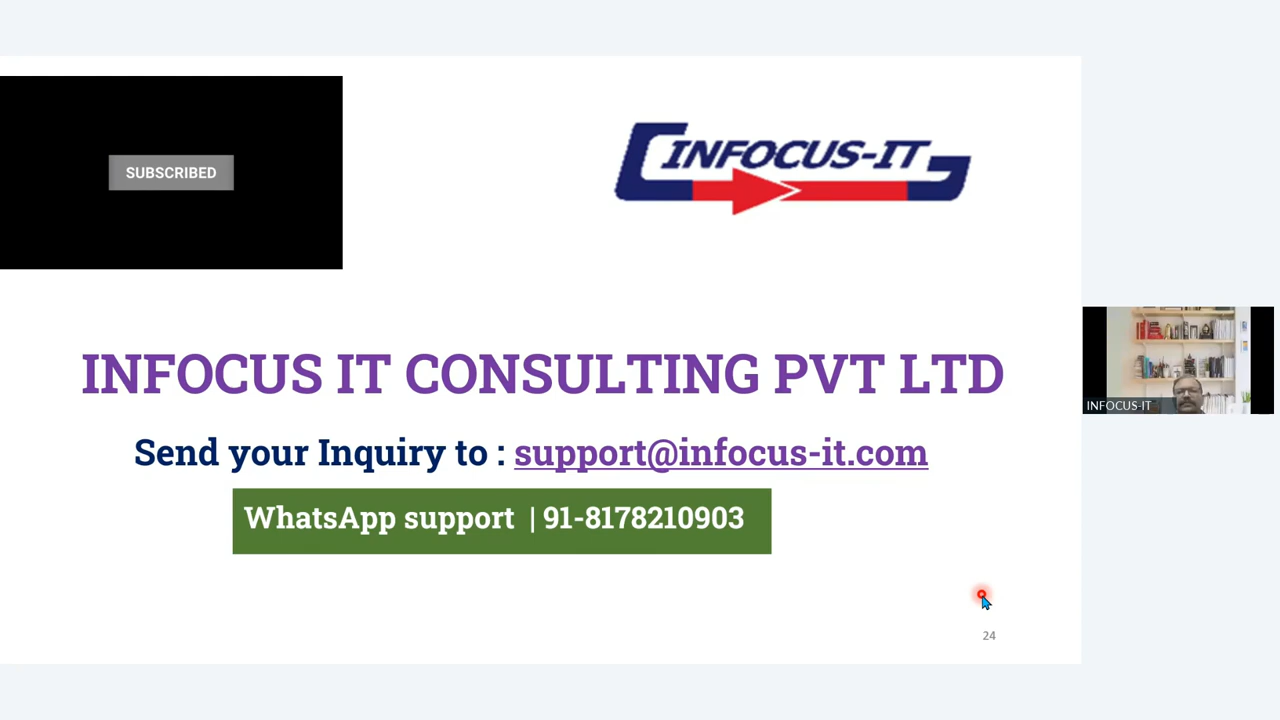 SUBSCRIBED
INFOCUS-IT
INFOCUS IT CONSULTING PVT LTD
Send your Inquiry to : support@infocus-it.com
WhatsApp support | 91-8178210903
INFOCUS-IT
24